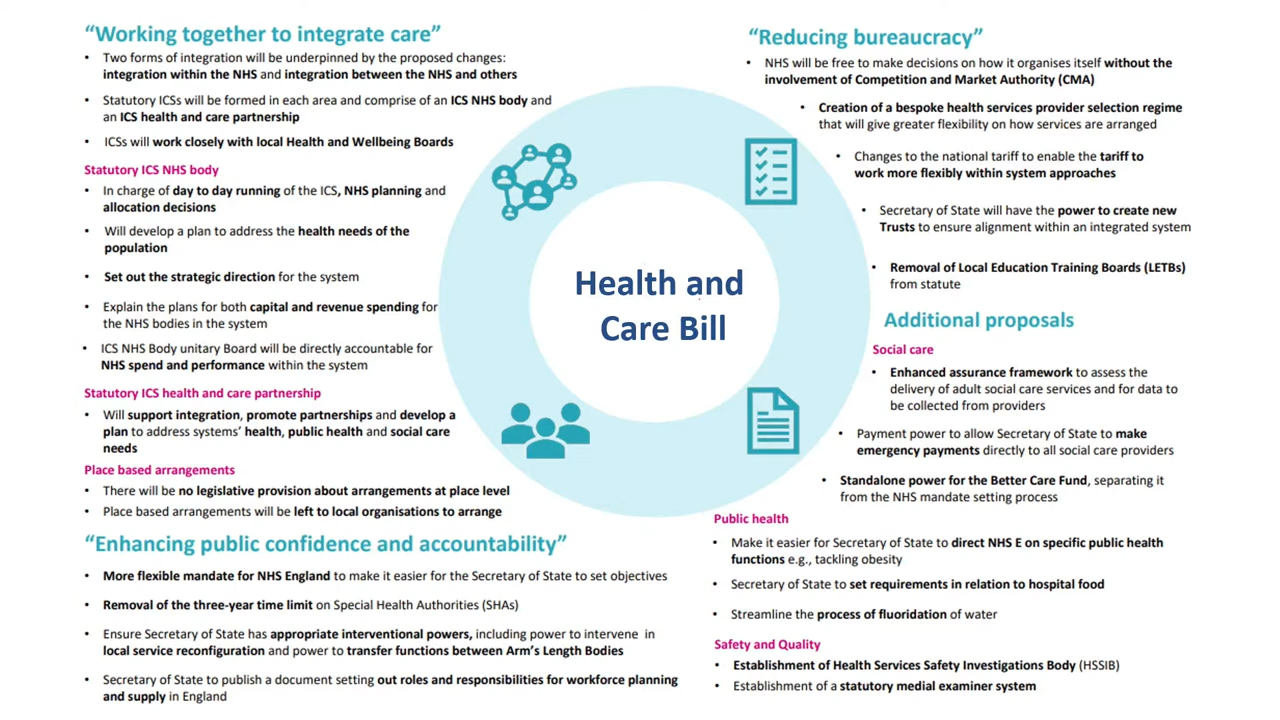 “Working together to integrate care”
• Two forms of integration will be underpinned by the proposed changes:
integration within the NHS and integration between the NHS and others
• Statutory ICSs will be formed in each area and comprise of an ICS NHS body and
an ICS health and care partnership
• ICSs will work closely with local Health and Wellbeing Boards
Statutory ICS NHS body
• In charge of day to day running of the ICS, NHS planning and
allocation decisions
• Will develop a plan to address the health needs of the
population
• Set out the strategic direction for the system
• Explain the plans for both capital and revenue spending for
the NHS bodies in the system
• ICS NHS Body unitary Board will be directly accountable for
NHS spend and performance within the system
Statutory ICS health and care partnership
• Will support integration, promote partnerships and develop a
plan to address systems’ health, public health and social care
needs
Place based arrangements
• There will be no legislative provision about arrangements at place level
• Place based arrangements will be left to local organisations to arrange
“Enhancing public confidence and accountability”
• More flexible mandate for NHS England to make it easier for the Secretary of State to set objectives
• Removal of the three-year time limit on Special Health Authorities (SHAs)
• Ensure Secretary of State has appropriate interventional powers, including power to intervene in
local service reconfiguration and power to transfer functions between Arm’s Length Bodies
• Secretary of State to publish a document setting out roles and responsibilities for workforce planning
and supply in England
Health and
Care Bill
“Reducing bureaucracy”
• NHS will be free to make decisions on how it organises itself without the
involvement of Competition and Market Authority (CMA)
• Creation of a bespoke health services provider selection regime
that will give greater flexibility on how services are arranged
• Changes to the national tariff to enable the tariff to
work more flexibly within system approaches
• Secretary of State will have the power to create new
Trusts to ensure alignment within an integrated system
• Removal of Local Education Training Boards (LETBs)
from statute
Additional proposals
Social care
• Enhanced assurance framework to assess the
delivery of adult social care services and for data to
be collected from providers
• Payment power to allow Secretary of State to make
emergency payments directly to all social care providers
• Standalone power for the Better Care Fund, separating it
from the NHS mandate setting process
Public health
• Make it easier for Secretary of State to direct NHS E on specific public health
functions e.g., tackling obesity
• Secretary of State to set requirements in relation to hospital food
• Streamline the process of fluoridation of water
Safety and Quality
• Establishment of Health Services Safety Investigations Body (HSSIB)
• Establishment of a statutory medial examiner system